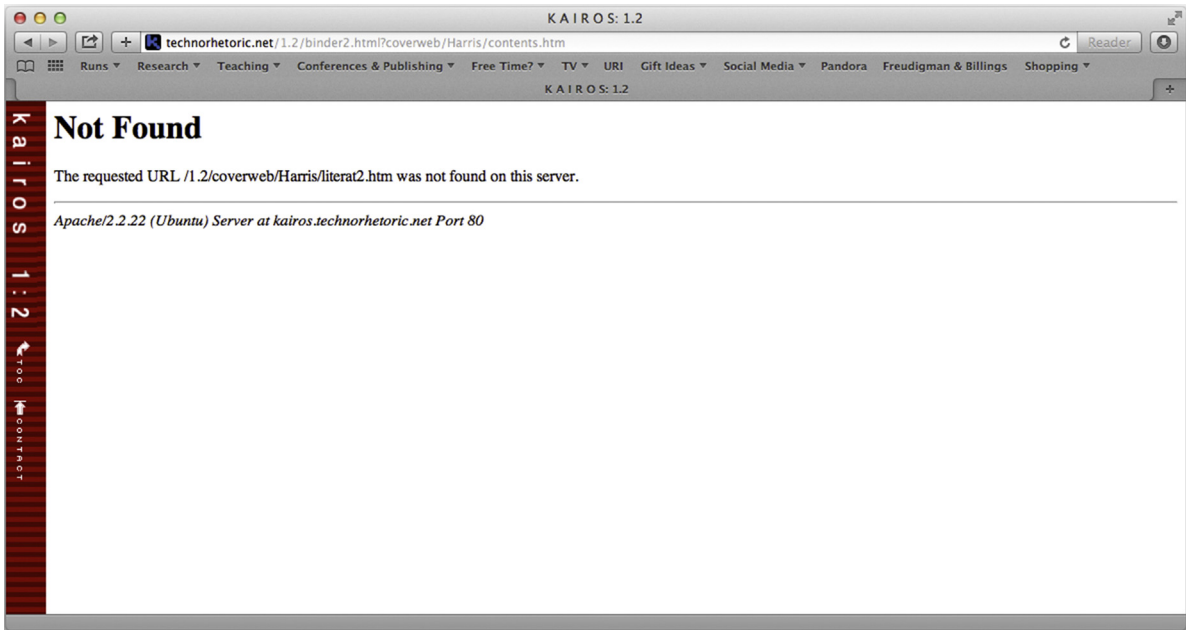 K A I R O S: 1.2
technorhetoric.net/1.2/binder2.html?coverweb/Harris/contents.htm
Reader
Runs Research Teaching Conferences & Publishing Free Time? TV URI Gift Ideas Social Media Pandora Freudigman & Billings Shopping
K A I R O S: 1.2
kairos 1:2
TOC
CONTACT
Not Found
The requested URL /1.2/coverweb/Harris/literat2.htm was not found on this server.
Apache/2.2.22 (Ubuntu) Server at kairos.technorhetoric.net Port 80